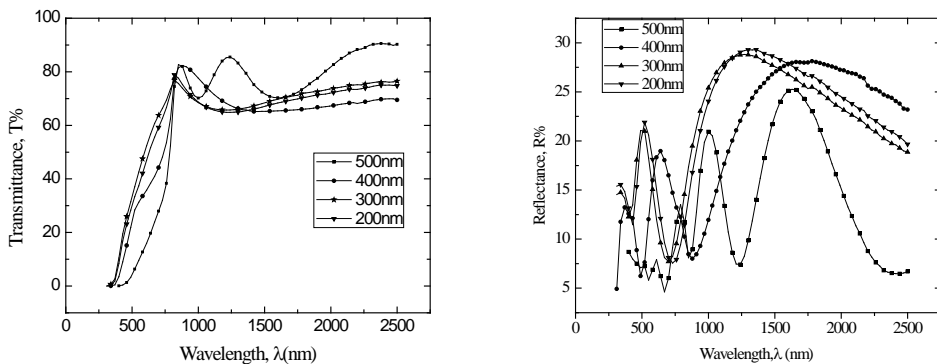 100
80
60
40
20
0
Transmittance, T%
500nm
400nm
300nm
200nm
0 500 1000 1500 2000 2500
Wavelength, λ(nm)
30
25
20
15
10
5
Reflectance, R%
500nm
400nm
300nm
200nm
0 500 1000 1500 2000 2500
Wavelength,λ (nm)